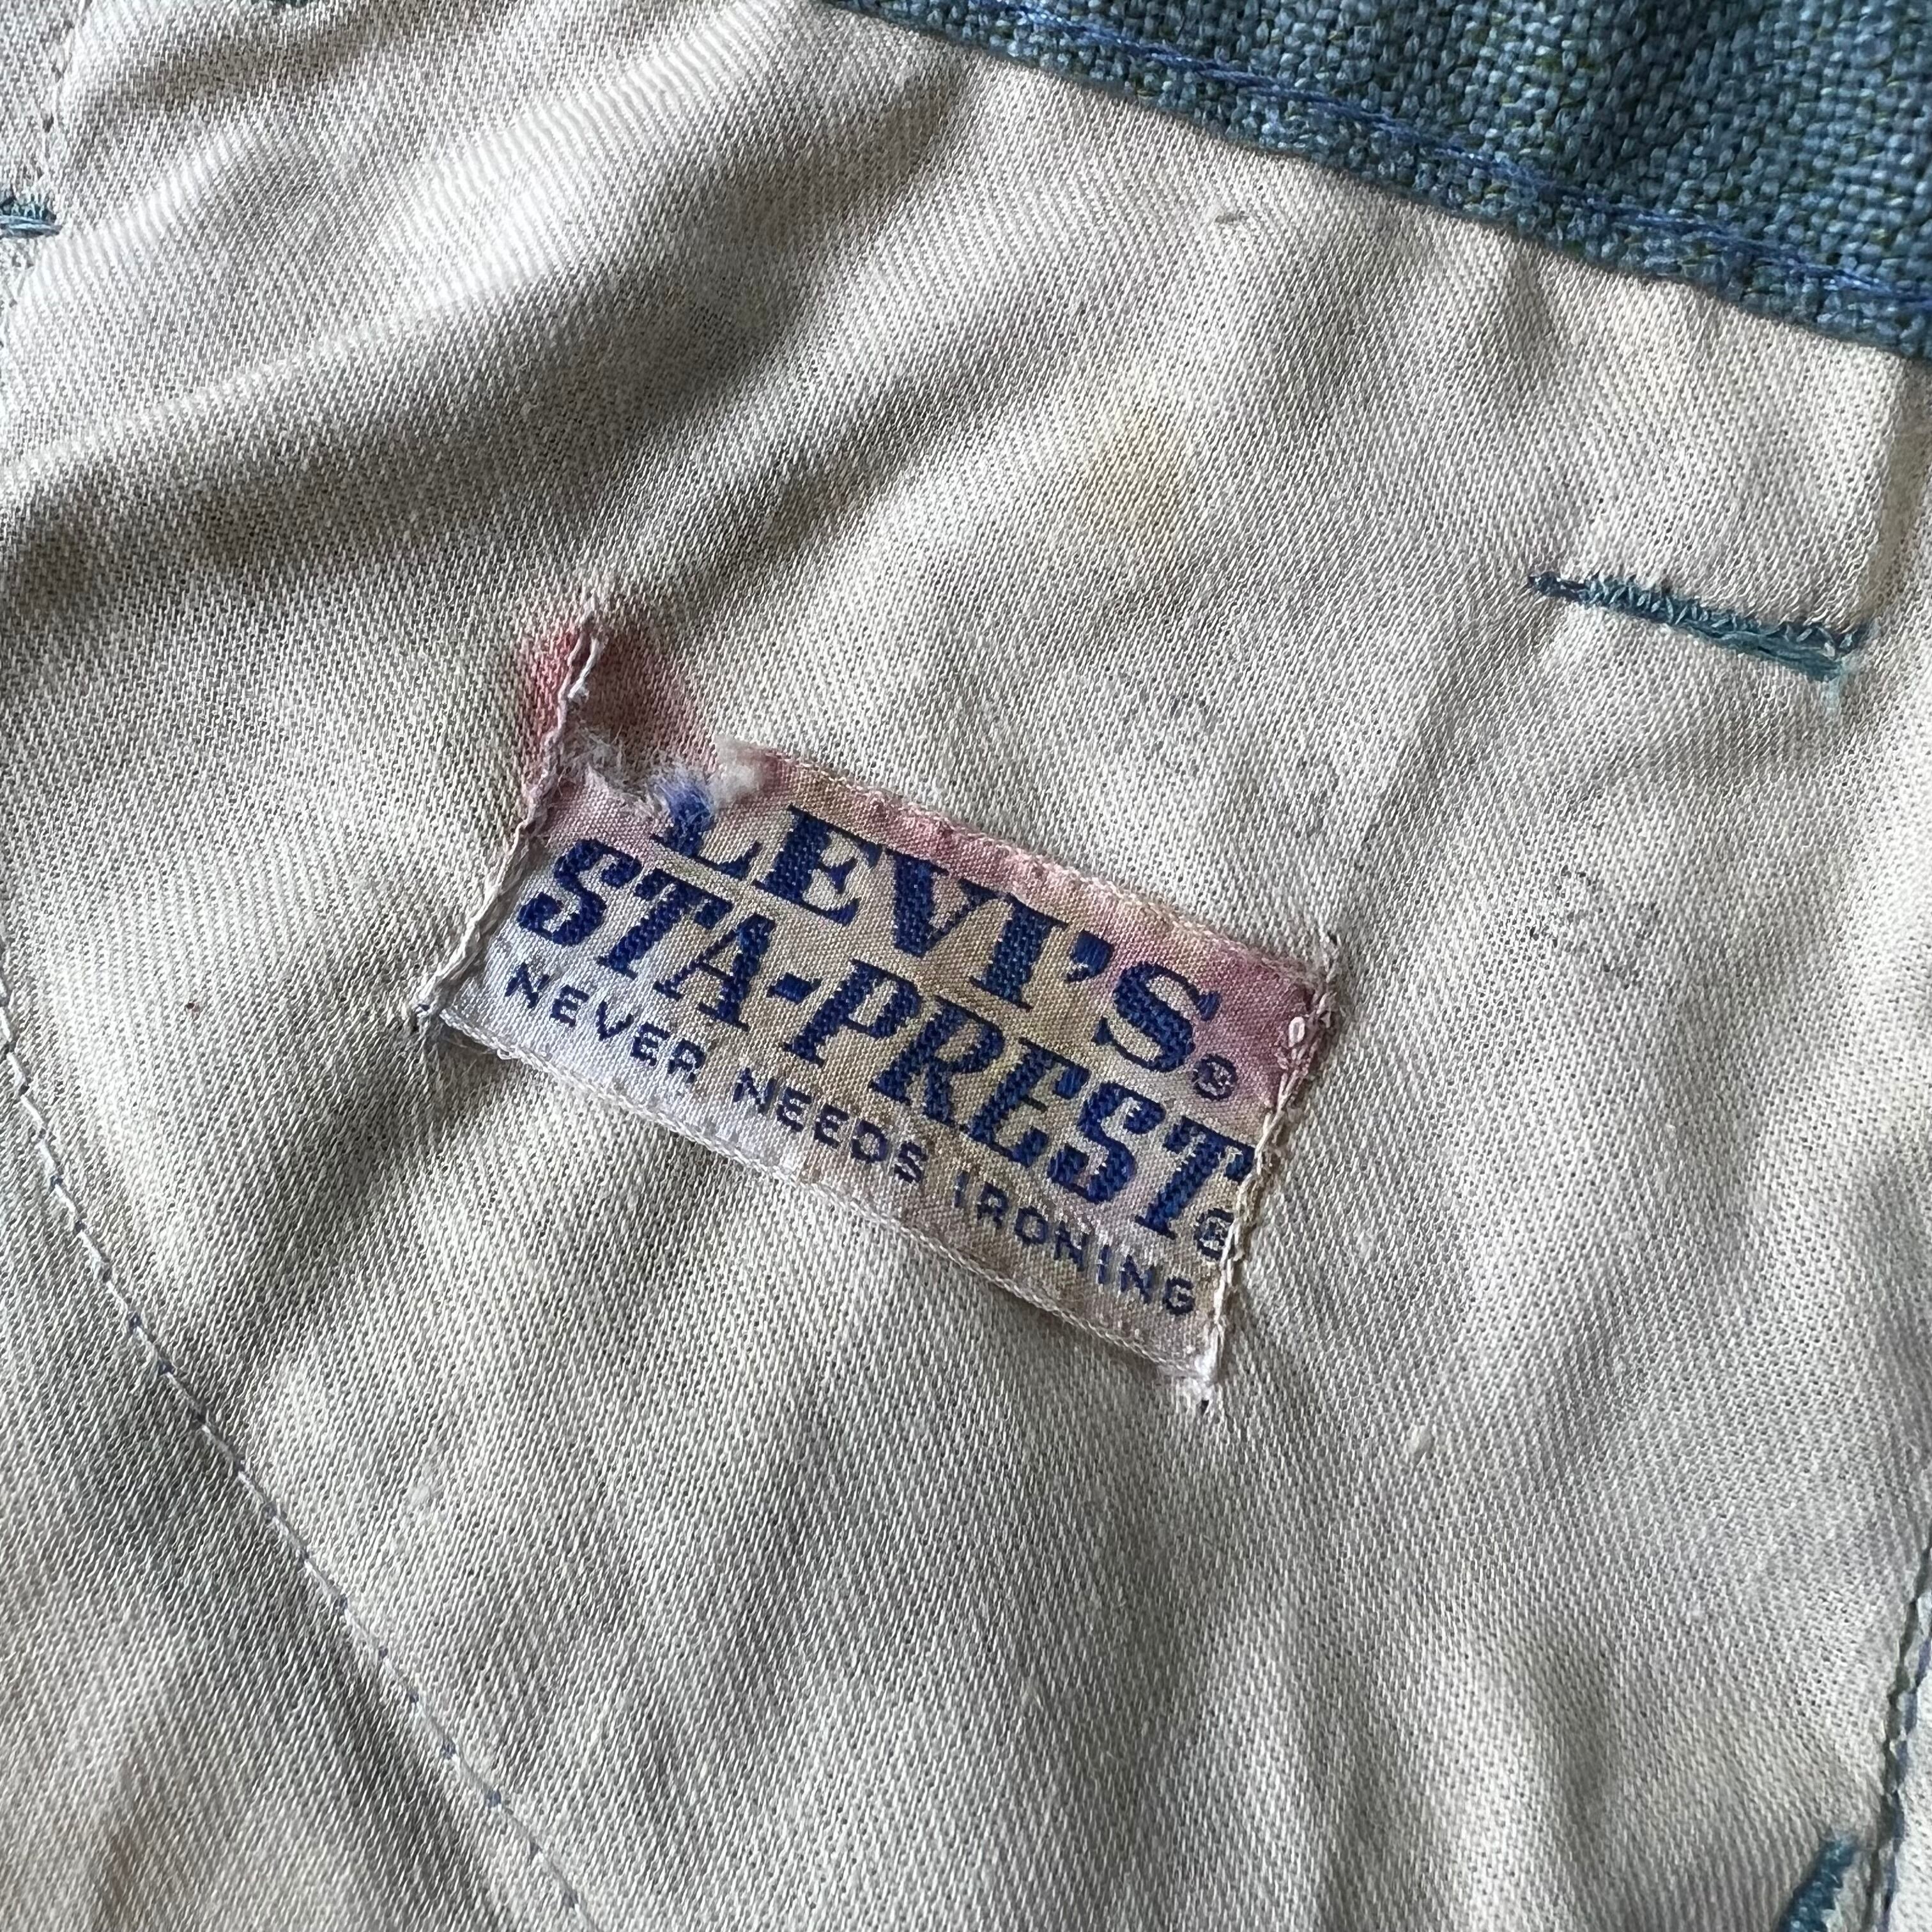 LEVI'S®
STA-PREST®
NEVER NEEDS IRONING